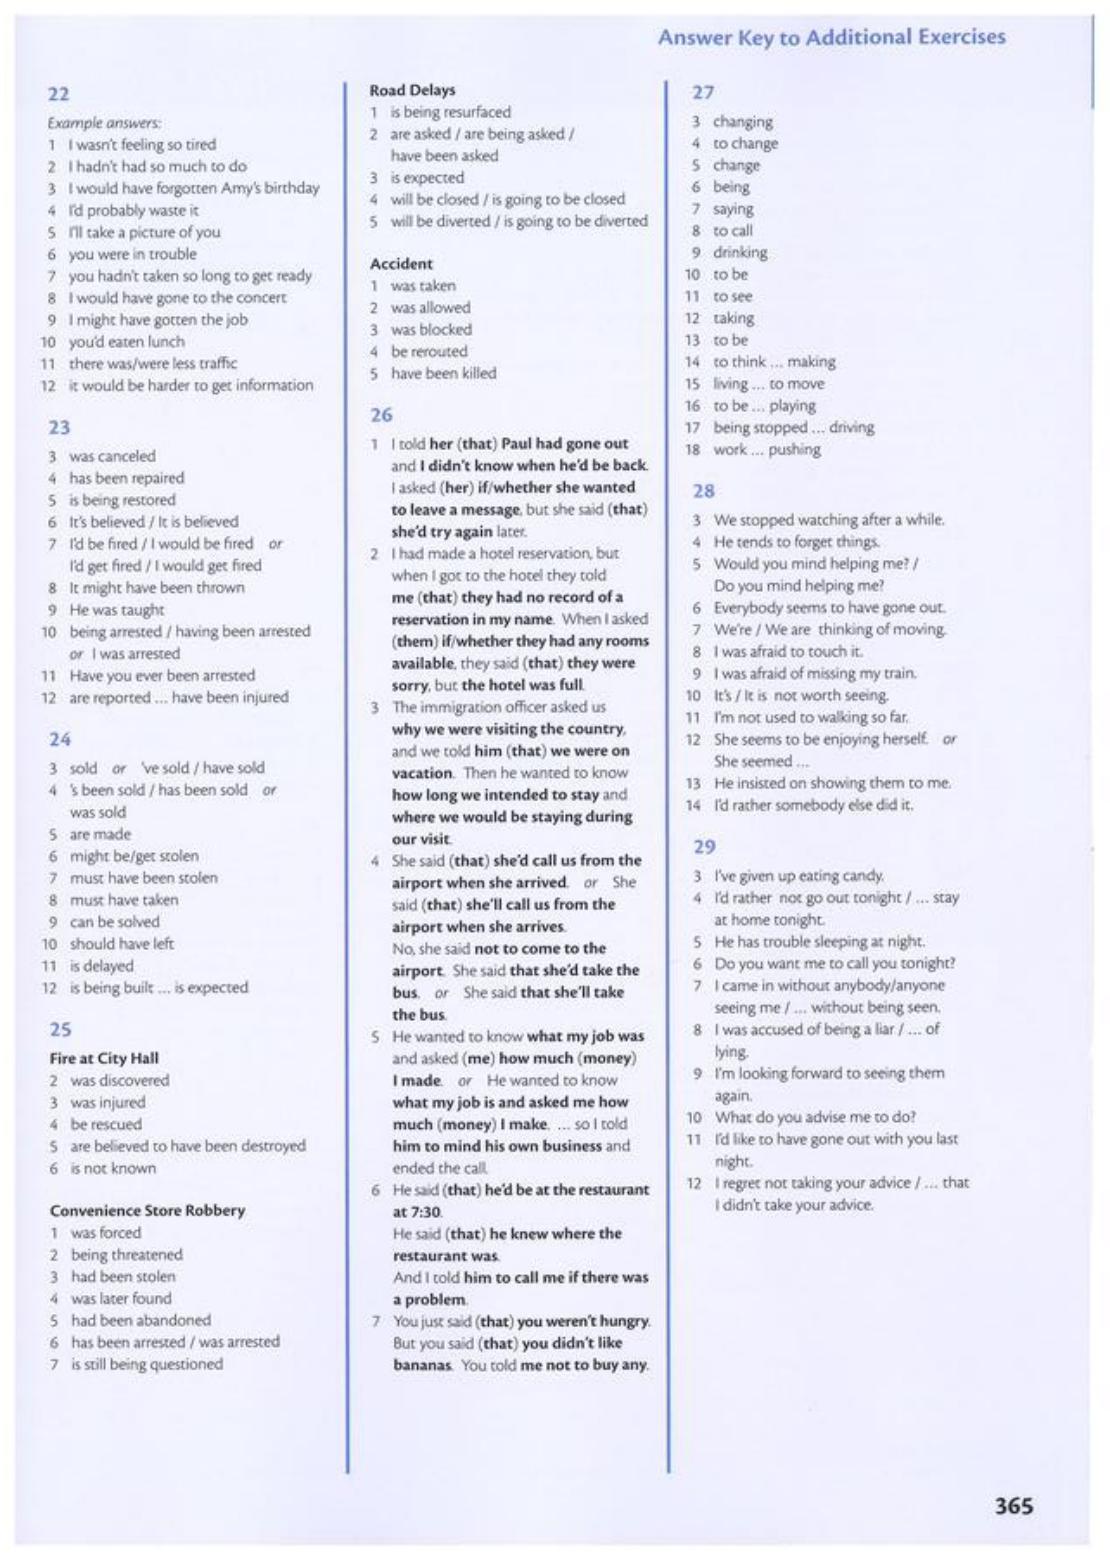 Answer Key to Additional Exercises
22
Example answers:
1 I wasn't feeling so tired
2 I hadn't had so much to do
3 I would have forgotten Amy's birthday
4 I'd probably waste it
5 I'll take a picture of you
6 you were in trouble
7 you hadn't taken so long to get ready
8 I would have gone to the concert
9 I might have gotten the job
10 you'd eaten lunch
11 there was/were less traffic
12 it would be harder to get information
23
3 was canceled
4 has been repaired
5 is being restored
6 It's believed / It is believed
7 I'd be fired / I would be fired or
I'd get fired / I would get fired
8 It might have been thrown
9 He was taught
10 being arrested / having been arrested
or I was arrested
11 Have you ever been arrested
12 are reported ... have been injured
24
3 sold or 've sold / have sold
4 's been sold / has been sold or
was sold
5 are made
6 might be/get stolen
7 must have been stolen
8 must have taken
9 can be solved
10 should have left
11 is delayed
12 is being built ... is expected
25
Fire at City Hall
2 was discovered
3 was injured
4 be rescued
5 are believed to have been destroyed
6 is not known
Convenience Store Robbery
1 was forced
2 being threatened
3 had been stolen
4 was later found
5 had been abandoned
6 has been arrested / was arrested
7 is still being questioned
Road Delays
1 is being resurfaced
2 are asked / are being asked /
have been asked
3 is expected
4 will be closed / is going to be closed
5 will be diverted / is going to be diverted
Accident
1 was taken
2 was allowed
3 was blocked
4 be rerouted
5 have been killed
26
1 I told her (that) Paul had gone out
and I didn't know when he'd be back.
I asked (her) if/whether she wanted
to leave a message, but she said (that)
she'd try again later.
2 I had made a hotel reservation, but
when I got to the hotel they told
me (that) they had no record of a
reservation in my name. When I asked
(them) if/whether they had any rooms
available, they said (that) they were
sorry, but the hotel was full.
3 The immigration officer asked us
why we were visiting the country,
and we told him (that) we were on
vacation. Then he wanted to know
how long we intended to stay and
where we would be staying during
our visit.
4 She said (that) she'd call us from the
airport when she arrived. or She
said (that) she'll call us from the
airport when she arrives.
No, she said not to come to the
airport. She said that she'd take the
bus. or She said that she'll take
the bus.
5 He wanted to know what my job was
and asked (me) how much (money)
I made. or He wanted to know
what my job is and asked me how
much (money) I make. ... so I told
him to mind his own business and
ended the call.
6 He said (that) he'd be at the restaurant
at 7:30.
He said (that) he knew where the
restaurant was.
And I told him to call me if there was
a problem.
7 You just said (that) you weren't hungry.
But you said (that) you didn't like
bananas. You told me not to buy any.
27
3 changing
4 to change
5 change
6 being
7 saying
8 to call
9 drinking
10 to be
11 to see
12 taking
13 to be
14 to think ... making
15 living ... to move
16 to be ... playing
17 being stopped ... driving
18 work ... pushing
28
3 We stopped watching after a while.
4 He tends to forget things.
5 Would you mind helping me? /
Do you mind helping me?
6 Everybody seems to have gone out.
7 We're / We are thinking of moving.
8 I was afraid to touch it.
9 I was afraid of missing my train.
10 It's / It is not worth seeing.
11 I'm not used to walking so far.
12 She seems to be enjoying herself. or
She seemed ...
13 He insisted on showing them to me.
14 I'd rather somebody else did it.
29
3 I've given up eating candy.
4 I'd rather not go out tonight / ... stay
at home tonight.
5 He has trouble sleeping at night.
6 Do you want me to call you tonight?
7 I came in without anybody/anyone
seeing me / ... without being seen.
8 I was accused of being a liar / ... of
lying.
9 I'm looking forward to seeing them
again.
10 What do you advise me to do?
11 I'd like to have gone out with you last
night.
12 I regret not taking your advice / ... that
I didn't take your advice.
365